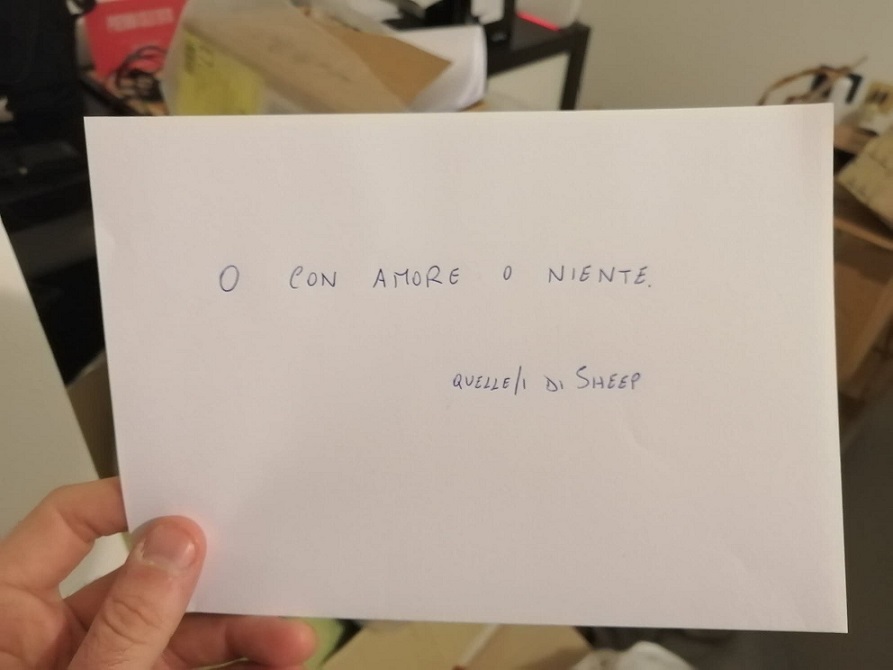 O CON AMORE O NIENTE.
QUELLE/I DI SHEEP